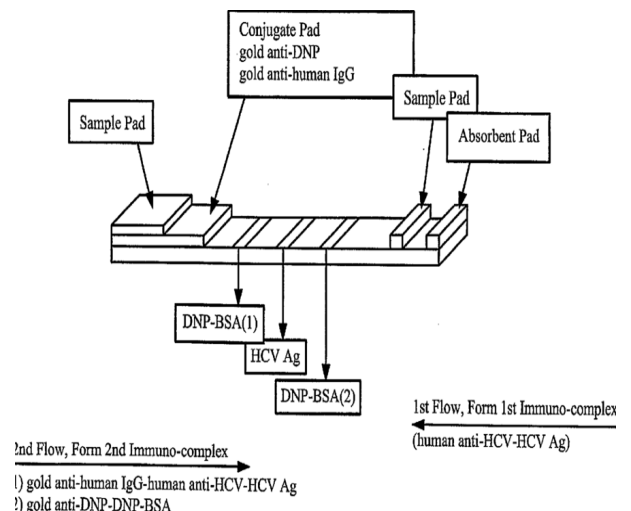 Conjugate Pad
gold anti-DNP
gold anti-human IgG
Sample Pad
Sample Pad
Absorbent Pad
DNP-BSA(1)
HCV Ag
DNP-BSA(2)
1st Flow, Form 1st Immuno-complex
(human anti-HCV-HCV Ag)
2nd Flow, Form 2nd Immuno-complex
1) gold anti-human IgG-human anti-HCV-HCV Ag
2) gold anti-DNP-DNP-BSA